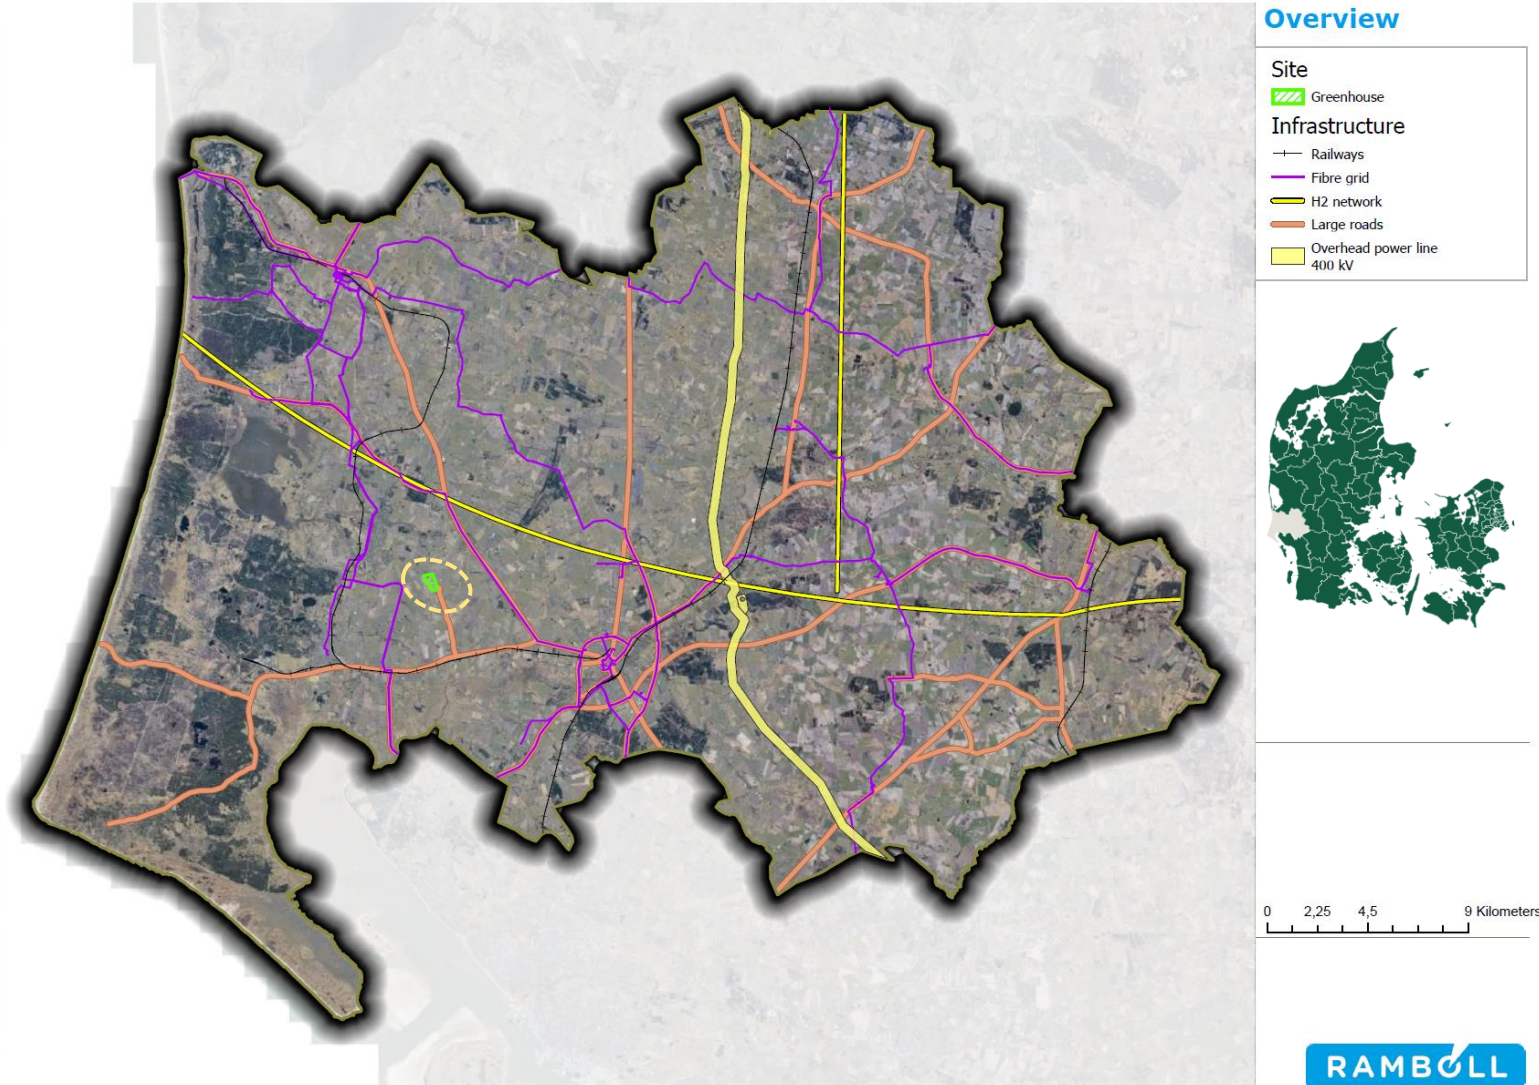 Overview
Site
Greenhouse
Infrastructure
Railways
Fibre grid
H2 network
Large roads
Overhead power line
400 kV
0 2,25 4,5 9 Kilometers
RAMBOLL